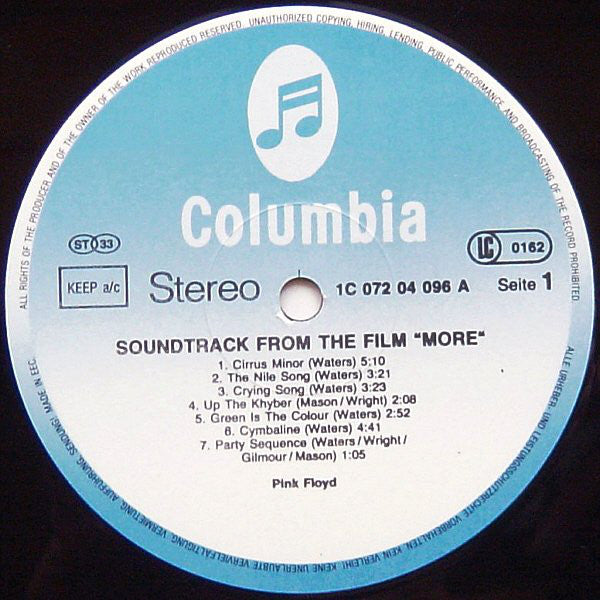 ALL RIGHTS OF THE PRODUCER AND OF THE OWNER OF THE WORK REPRODUCED RESERVED. UNAUTHORIZED COPYING, HIRING, LENDING, PUBLIC PERFORMANCE AND BROADCASTING OF THE RECORD PROHIBITED.
Columbia
ST 33
LC 0162
KEEP a/c
Stereo
1C 072 04 096 A
Seite 1
SOUNDTRACK FROM THE FILM "MORE"
1. Cirrus Minor (Waters) 5:10
2. The Nile Song (Waters) 3:21
3. Crying Song (Waters) 3:23
4. Up The Khyber (Mason/Wright) 2:08
5. Green Is The Colour (Waters) 2:52
6. Cymbaline (Waters) 4:41
7. Party Sequence (Waters/Wright/
Gilmour/Mason) 1:05
Pink Floyd
ALLE URHEBER- UND LEISTUNGSSCHUTZRECHTE VORBEHALTEN. KEIN VERLEIH! KEINE UNERLAUBTE VERVIELFÄLTIGUNG, VERMIETUNG, AUFFÜHRUNG, SENDUNG! MADE IN EEC.